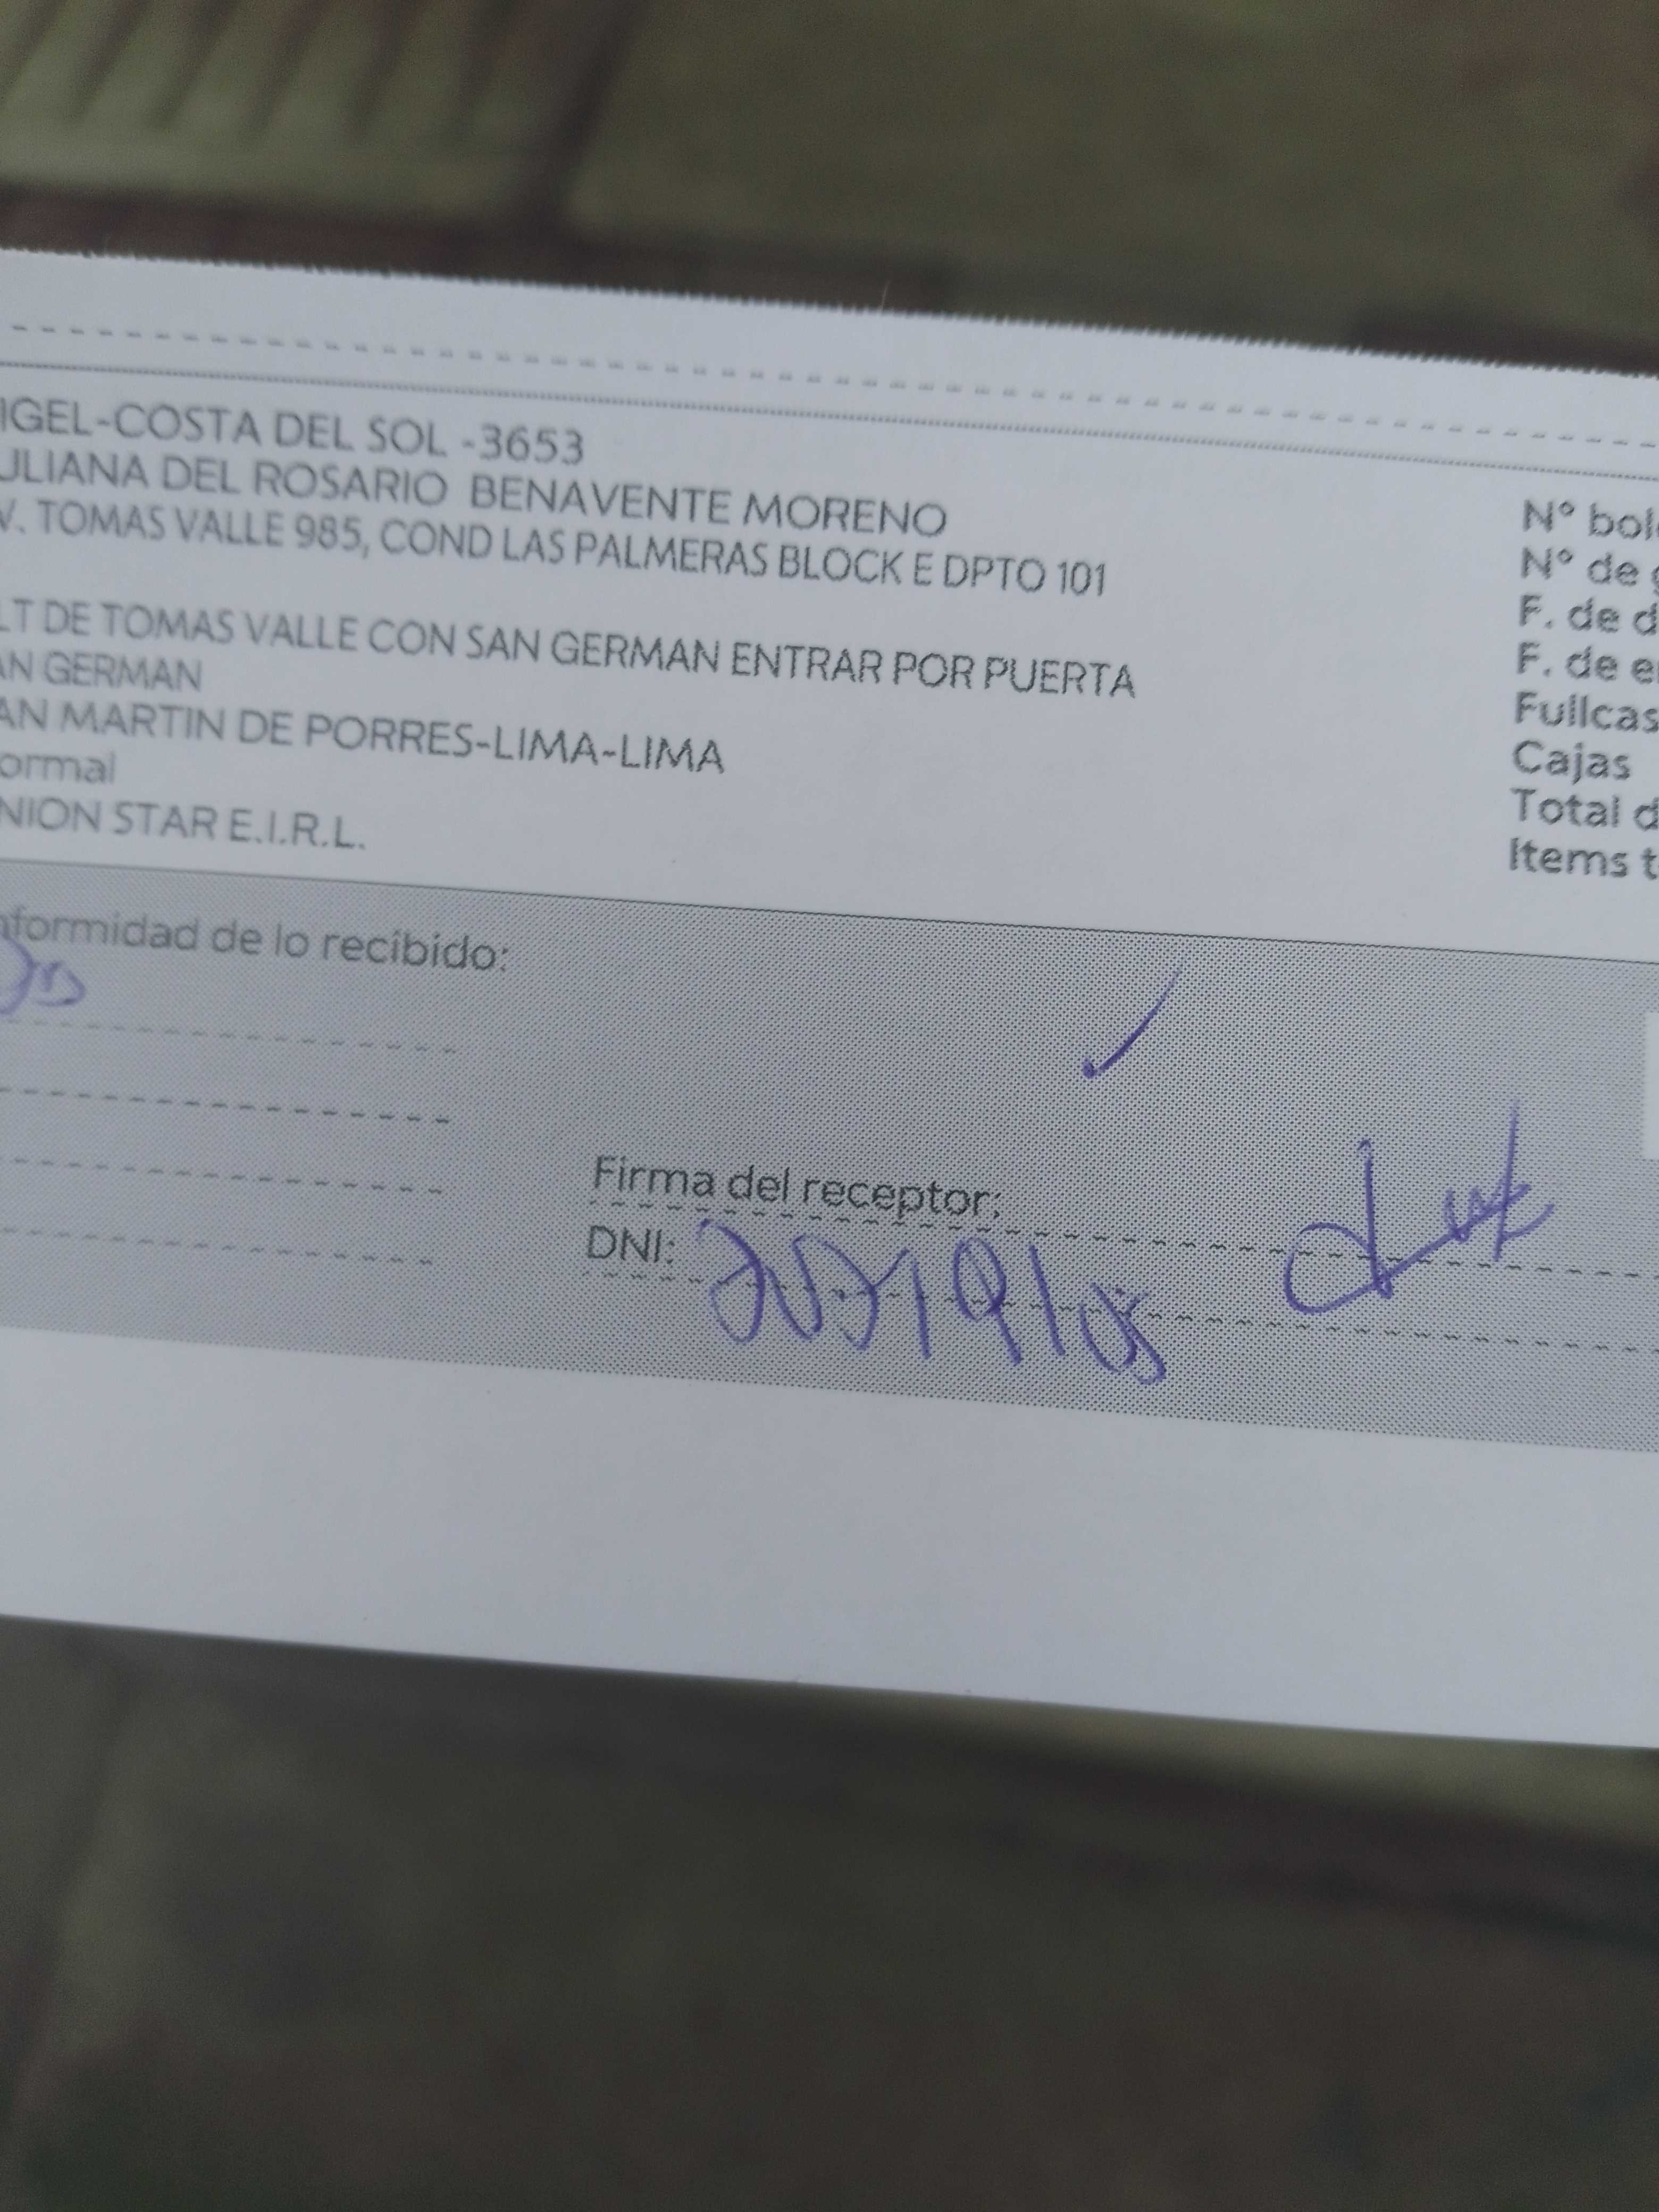 IGEL-COSTA DEL SOL -3653
ULIANA DEL ROSARIO BENAVENTE MORENO
V. TOMAS VALLE 985, COND LAS PALMERAS BLOCK E DPTO 101
LT DE TOMAS VALLE CON SAN GERMAN ENTRAR POR PUERTA
AN GERMAN
AN MARTIN DE PORRES-LIMA-LIMA
ormal
NION STAR E.I.R.L.
N° bol
N° de g
F. de d
F. de e
Fullcas
Cajas
Total d
Items t
nformidad de lo recibido:
Firma del receptor:
DNI: